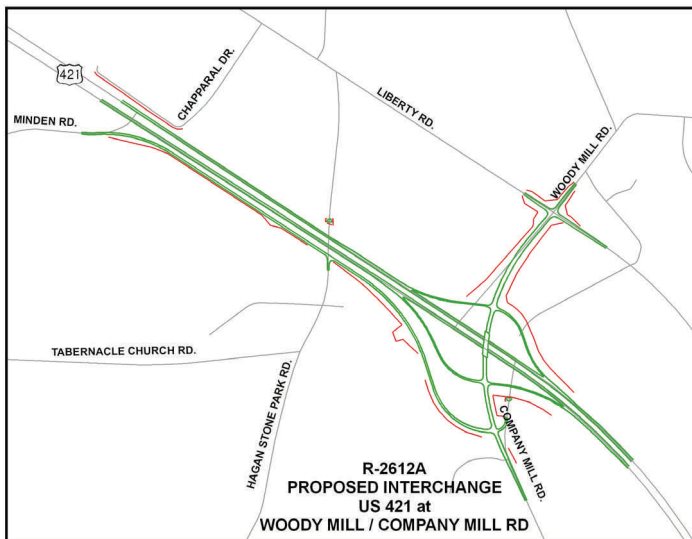 421
CHAPPARAL DR.
LIBERTY RD.
MINDEN RD.
WOODY MILL RD.
TABERNACLE CHURCH RD.
HAGAN STONE PARK RD.
COMPANY MILL RD.
R-2612A
PROPOSED INTERCHANGE
US 421 at
WOODY MILL / COMPANY MILL RD